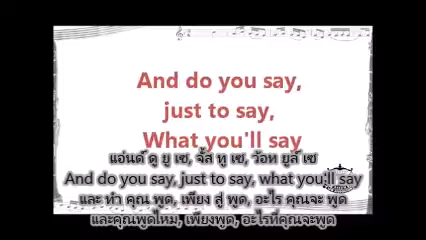 And do you say,
just to say,
What you'll say
แอ่นด์ ดู ยู เซ, จั้ส ทู เซ, ว้อท ยูล์ เซ
And do you say, just to say, what you'll say
และ ทำ คุณ พูด, เพียง สู่ พูด, อะไร คุณจะ พูด
และคุณพูดไหม, เพียงพูด, อะไรที่คุณจะพูด